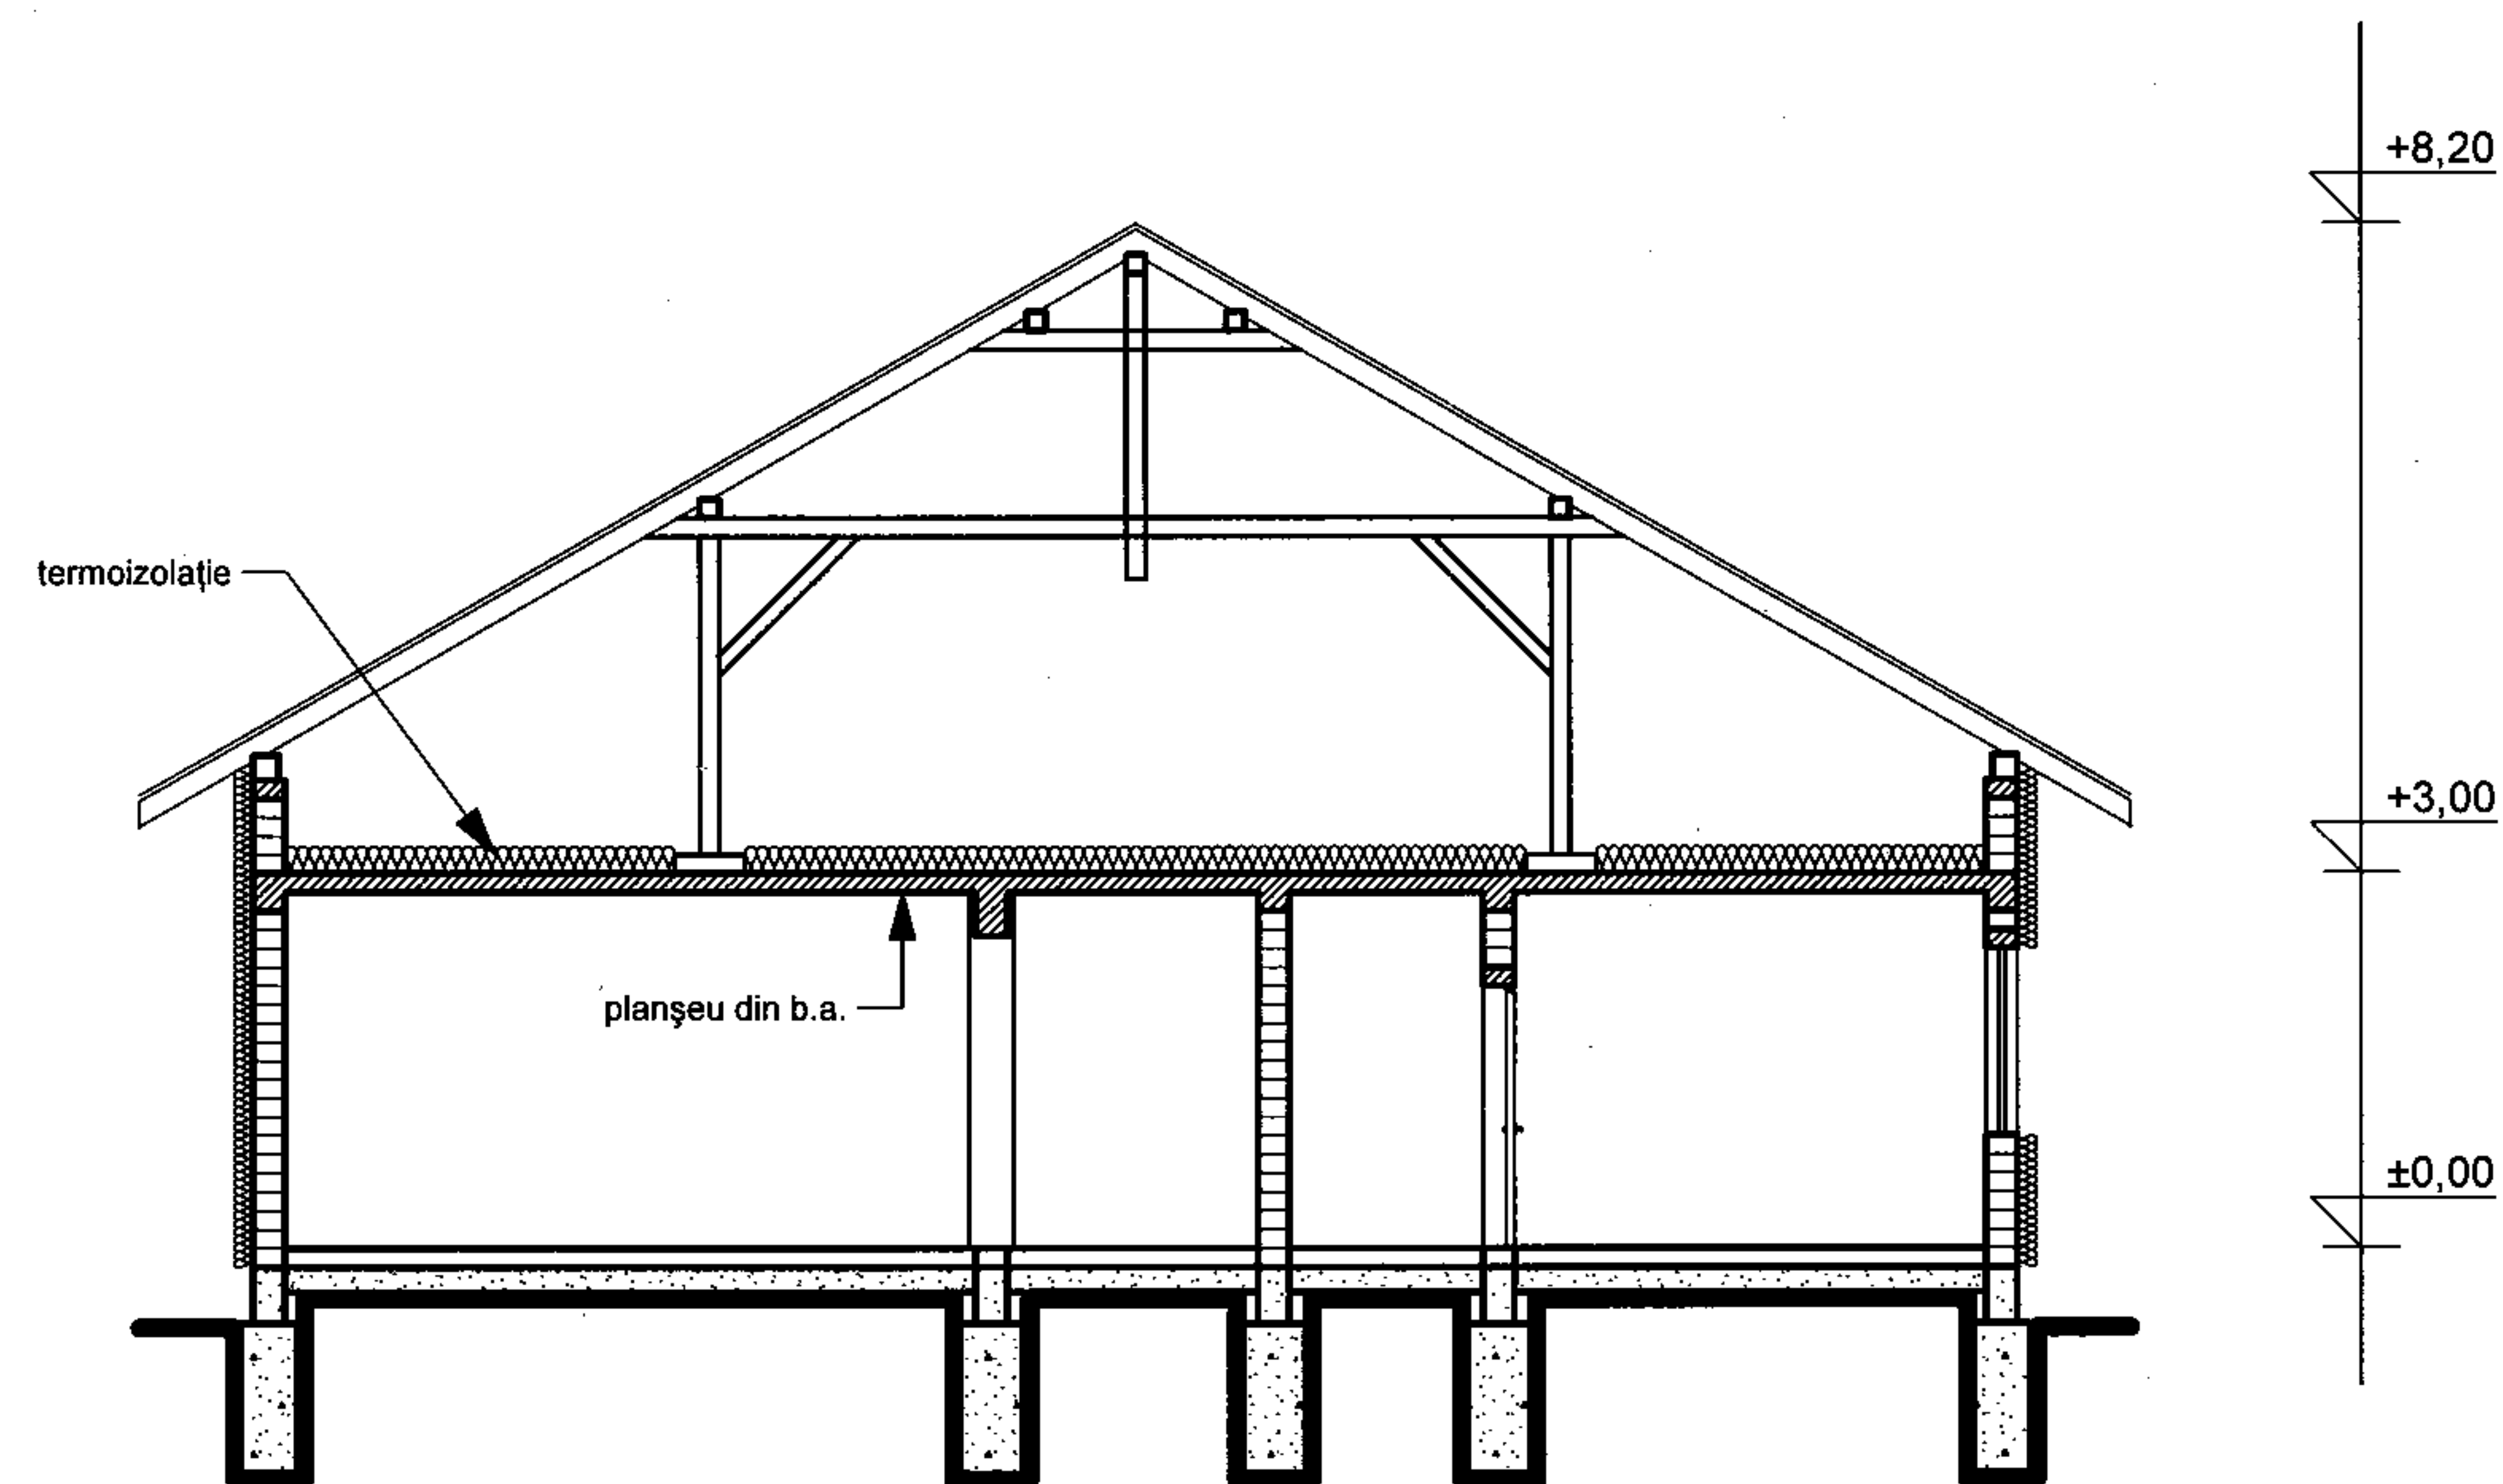 +8,20
termoizolaţie
+3,00
planşeu din b.a.
±0,00